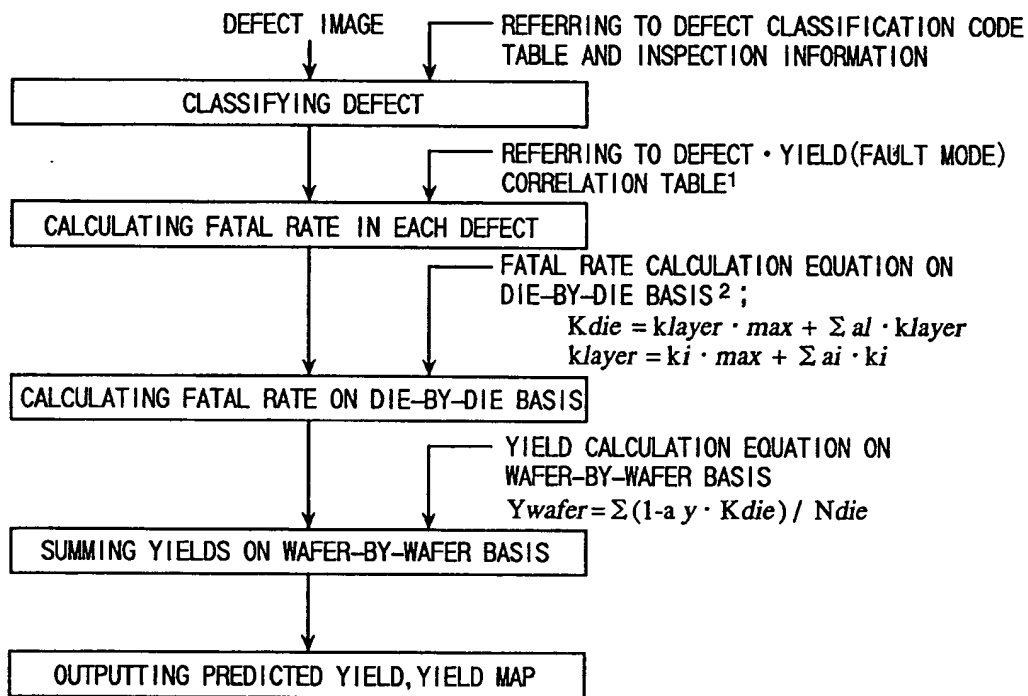 DEFECT IMAGE
REFERRING TO DEFECT CLASSIFICATION CODE
TABLE AND INSPECTION INFORMATION
CLASSIFYING DEFECT
REFERRING TO DEFECT・YIELD(FAULT MODE)
CORRELATION TABLE¹
CALCULATING FATAL RATE IN EACH DEFECT
FATAL RATE CALCULATION EQUATION ON
DIE-BY-DIE BASIS²;
Kdie = klayer · max + Σ al · klayer
klayer = ki · max + Σ ai · ki
CALCULATING FATAL RATE ON DIE-BY-DIE BASIS
YIELD CALCULATION EQUATION ON
WAFER-BY-WAFER BASIS
Ywafer=Σ(1-a y · Kdie) / Ndie
SUMMING YIELDS ON WAFER-BY-WAFER BASIS
OUTPUTTING PREDICTED YIELD,YIELD MAP